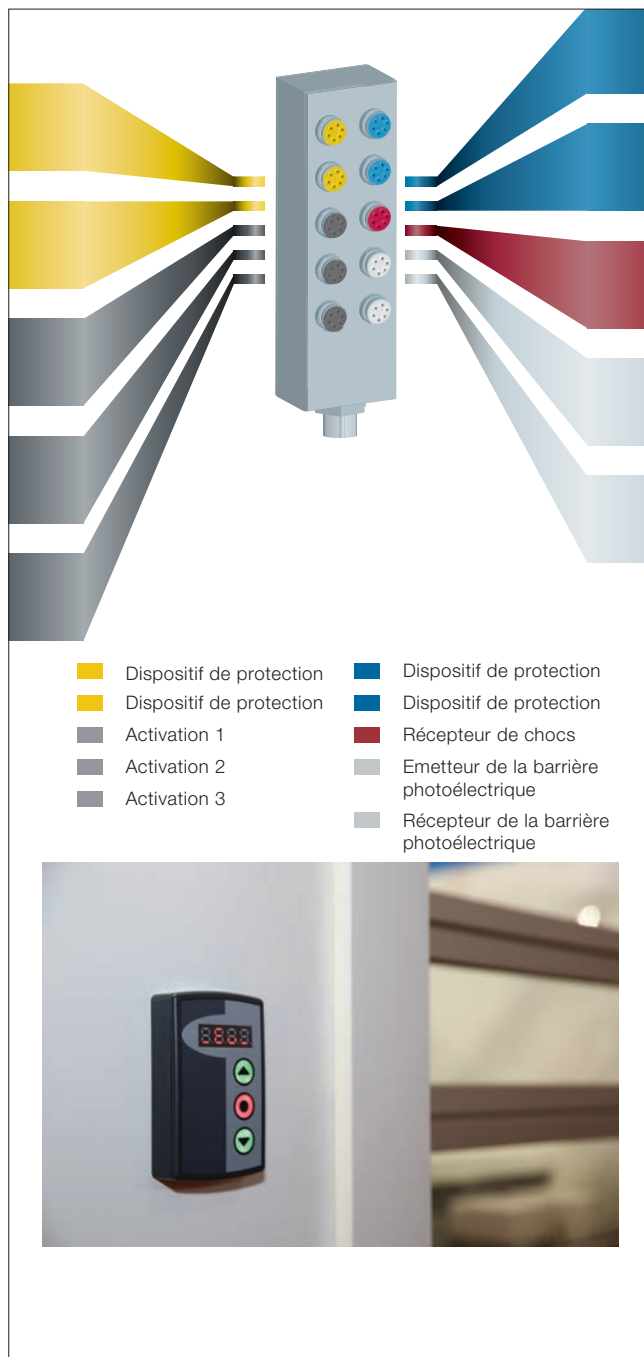 Dispositif de protection
Dispositif de protection
Activation 1
Activation 2
Activation 3
Dispositif de protection
Dispositif de protection
Récepteur de chocs
Emetteur de la barrière
photoélectrique
Récepteur de la barrière
photoélectrique